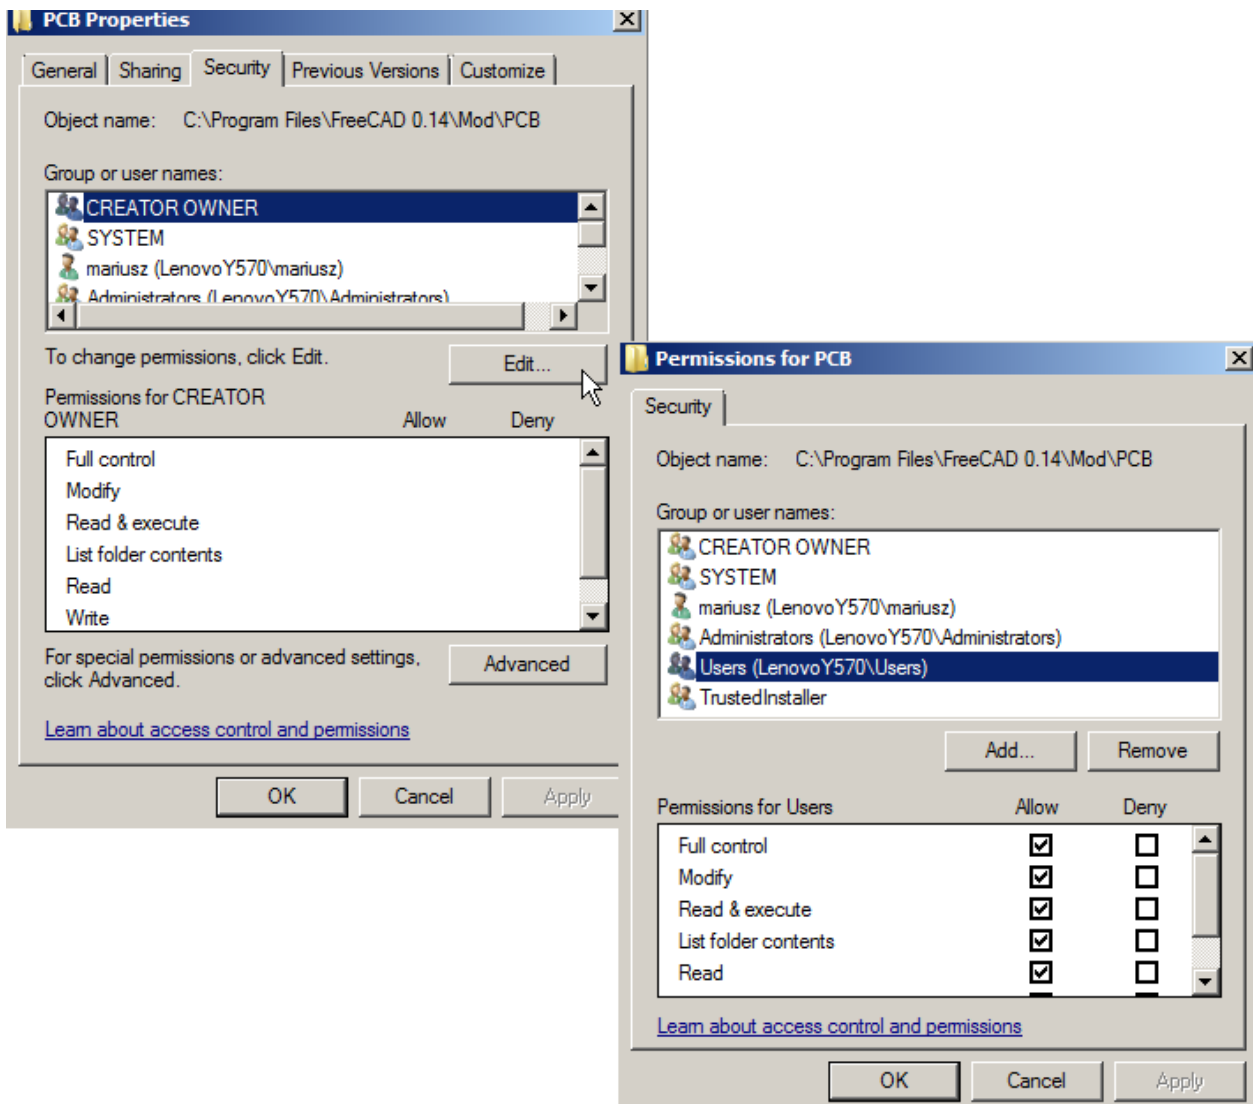 PCB Properties
General Sharing Security Previous Versions Customize
Object name: C:\Program Files\FreeCAD 0.14\Mod\PCB
Group or user names:
CREATOR OWNER
SYSTEM
mariusz (LenovoY570\mariusz)
Administrators (LenovoY570\Administrators)
To change permissions, click Edit.
Edit...
Permissions for CREATOR
OWNER Allow Deny
Full control
Modify
Read & execute
List folder contents
Read
Write
For special permissions or advanced settings,
click Advanced.
Advanced
Learn about access control and permissions
OK Cancel Apply
Permissions for PCB
Security
Object name: C:\Program Files\FreeCAD 0.14\Mod\PCB
Group or user names:
CREATOR OWNER
SYSTEM
mariusz (LenovoY570\mariusz)
Administrators (LenovoY570\Administrators)
Users (LenovoY570\Users)
TrustedInstaller
Add... Remove
Permissions for Users Allow Deny
Full control
Modify
Read & execute
List folder contents
Read
Learn about access control and permissions
OK Cancel Apply